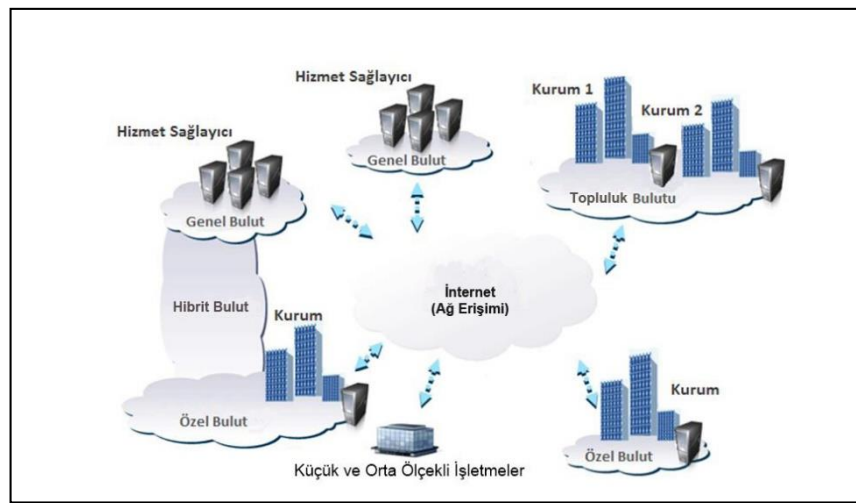 Hizmet Sağlayıcı
Genel Bulut
Hizmet Sağlayıcı
Genel Bulut
Kurum 1
Kurum 2
Topluluk Bulutu
Hibrit Bulut
Kurum
Özel Bulut
İnternet
(Ağ Erişimi)
Küçük ve Orta Ölçekli İşletmeler
Kurum
Özel Bulut